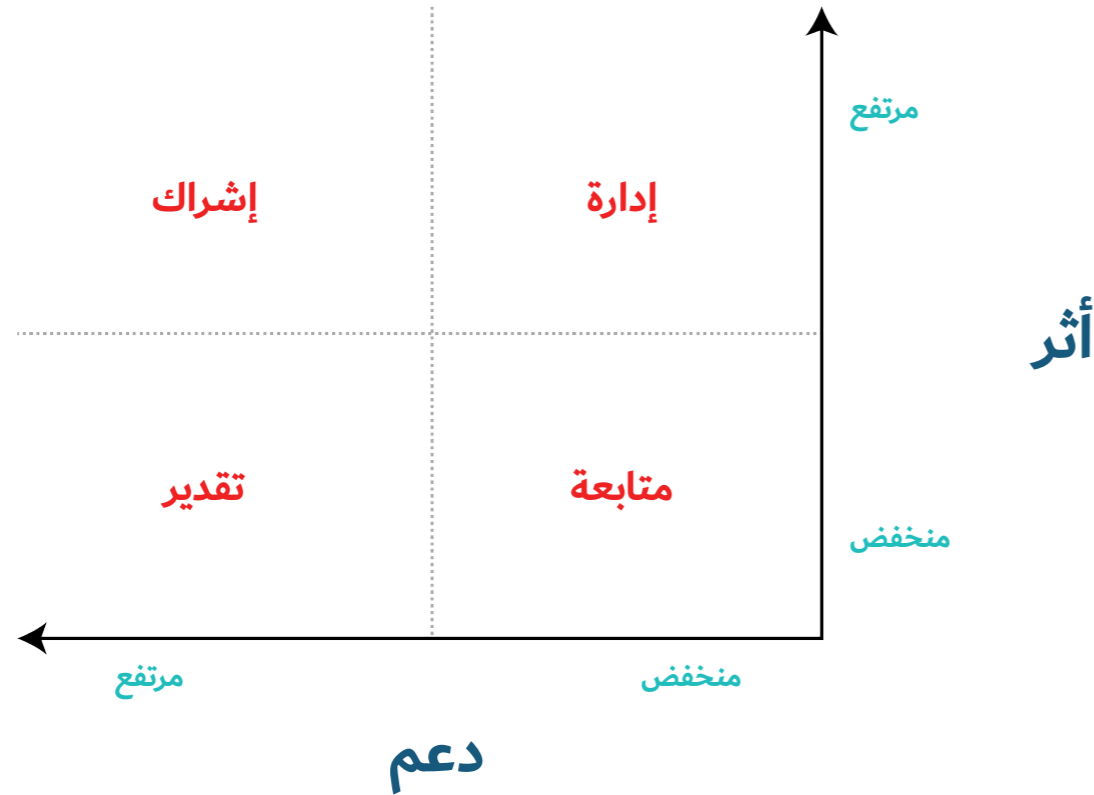 مرتفع
إدارة
إشراك
أثر
متابعة
تقدير
منخفض
منخفض
مرتفع
دعم